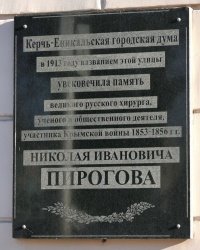 Керчь-Еникальская городская дума
в 1913 году названием этой улицы
увековечила память
великого русского хирурга,
ученого и общественного деятеля,
участника Крымской войны 1853-1856 г.г.
НИКОЛАЯ ИВАНОВИЧА
ПИРОГОВА